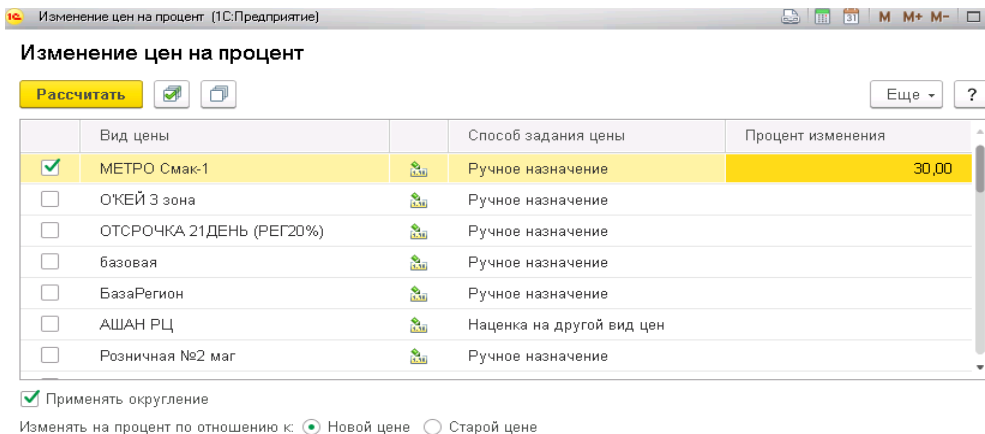 1С Изменение цен на процент (1С:Предприятие) 31 M M+ M-
Изменение цен на процент
Рассчитать Еще ?
Вид цены Способ задания цены Процент изменения
МЕТРО Смак-1 Ручное назначение 30,00
О'КЕЙ 3 зона Ручное назначение
ОТСРОЧКА 21ДЕНЬ (РЕГ20%) Ручное назначение
базовая Ручное назначение
БазаРегион Ручное назначение
АШАН РЦ Наценка на другой вид цен
Розничная №2 маг Ручное назначение
Применять округление
Изменять на процент по отношению к: Новой цене Старой цене